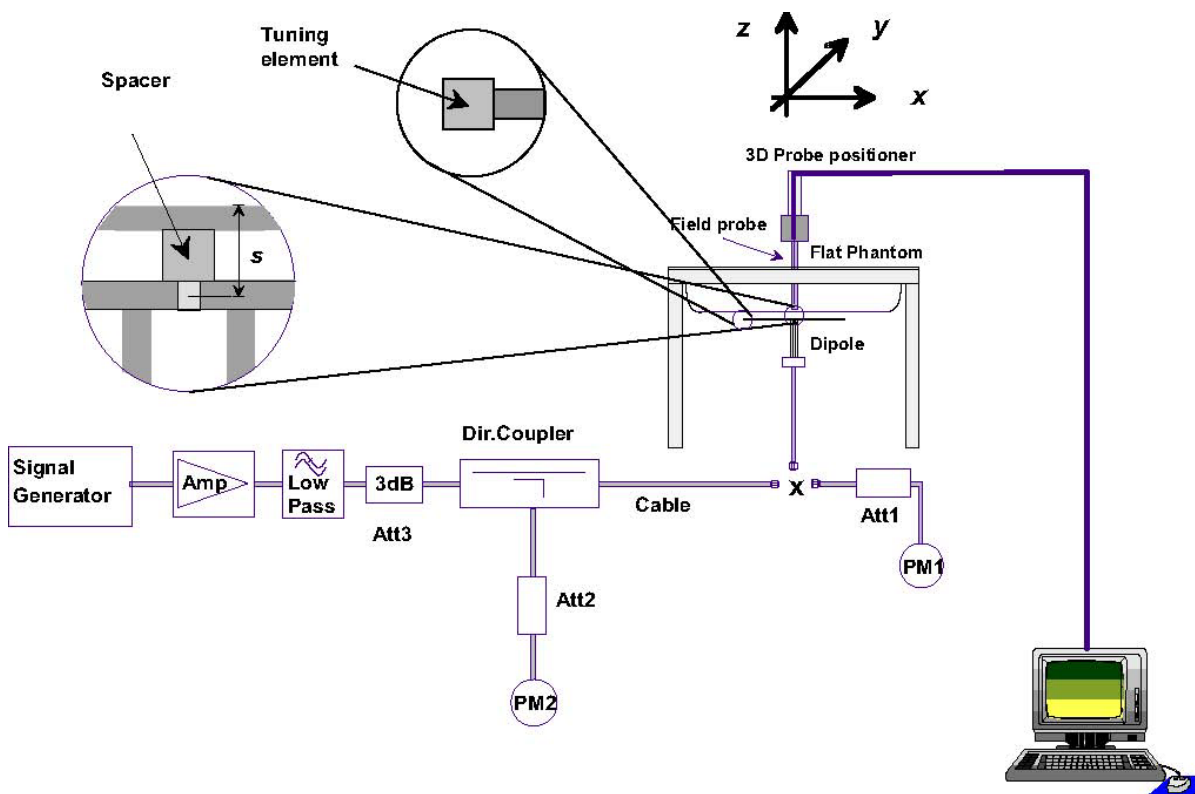 Tuning
element
Spacer
s
z
y
x
3D Probe positioner
Field probe
Flat Phantom
Dipole
Dir.Coupler
Signal
Generator
Amp
Low
Pass
3dB
Att3
Cable
x
Att1
PM1
Att2
PM2